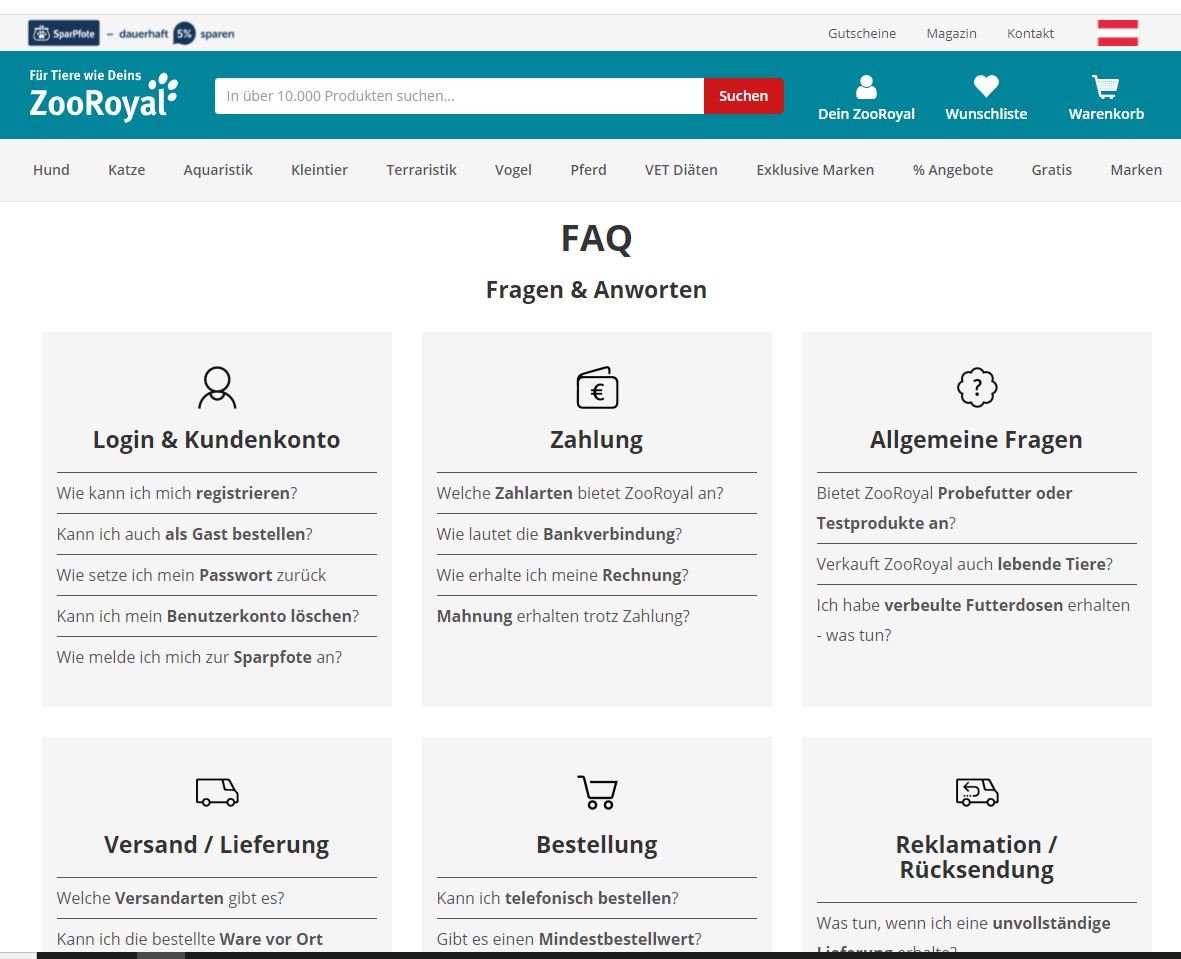 SparPfote – dauerhaft 5% sparen
Gutscheine Magazin Kontakt
Für Tiere wie Deins
ZooRoyal
In über 10.000 Produkten suchen...
Suchen
Dein ZooRoyal
Wunschliste
Warenkorb
Hund Katze Aquaristik Kleintier Terraristik Vogel Pferd VET Diäten Exklusive Marken % Angebote Gratis Marken
FAQ
Fragen & Anworten
Login & Kundenkonto
Wie kann ich mich registrieren?
Kann ich auch als Gast bestellen?
Wie setze ich mein Passwort zurück
Kann ich mein Benutzerkonto löschen?
Wie melde ich mich zur Sparpfote an?
€
Zahlung
Welche Zahlarten bietet ZooRoyal an?
Wie lautet die Bankverbindung?
Wie erhalte ich meine Rechnung?
Mahnung erhalten trotz Zahlung?
?
Allgemeine Fragen
Bietet ZooRoyal Probefutter oder
Testprodukte an?
Verkauft ZooRoyal auch lebende Tiere?
Ich habe verbeulte Futterdosen erhalten
- was tun?
Versand / Lieferung
Welche Versandarten gibt es?
Kann ich die bestellte Ware vor Ort
Bestellung
Kann ich telefonisch bestellen?
Gibt es einen Mindestbestellwert?
Reklamation /
Rücksendung
Was tun, wenn ich eine unvollständige
Lieferung erhalte?